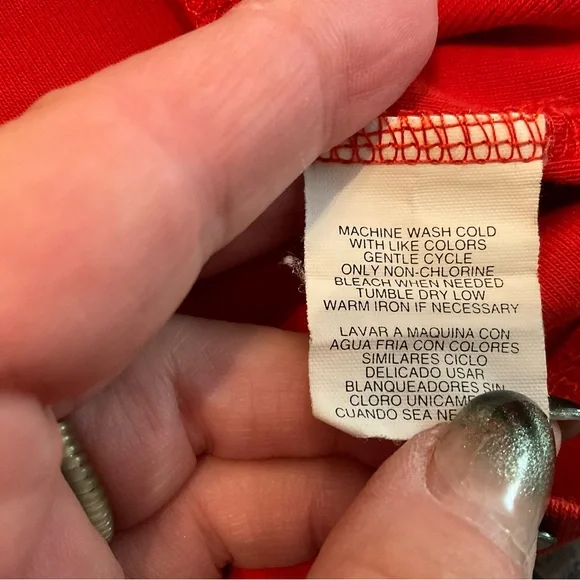 MACHINE WASH COLD
WITH LIKE COLORS
GENTLE CYCLE
ONLY NON-CHLORINE
BLEACH WHEN NEEDED
TUMBLE DRY LOW
WARM IRON IF NECESSARY
LAVAR A MAQUINA CON
AGUA FRIA CON COLORES
SIMILARES CICLO
DELICADO USAR
BLANQUEADORES SIN
CLORO
CUANDO SEA